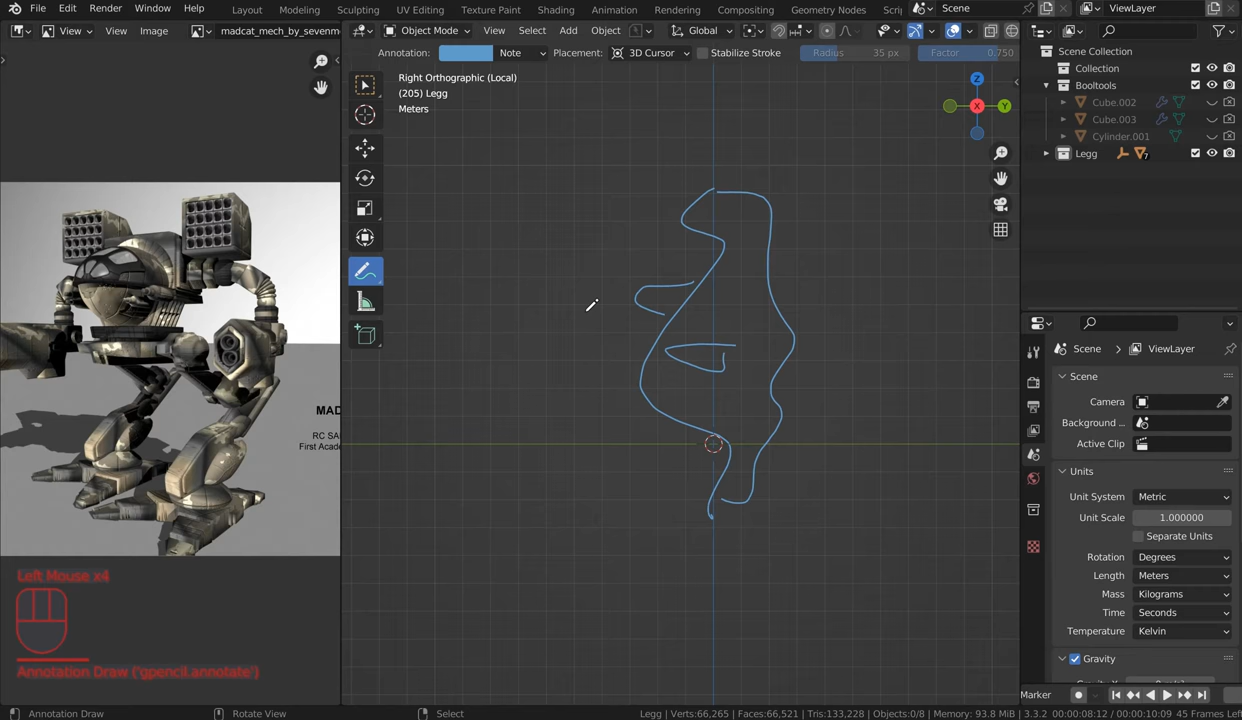 File Edit Render Window Help Layout Modeling Sculpting UV Editing Texture Paint Shading Animation Rendering Compositing Geometry Nodes Scri Scene ViewLayer
View View Image madcat_mech_by_sevenm Object Mode View Select Add Object Global
Annotation: Note Placement: 3D Cursor Stabilize Stroke Radius 35 px Factor 0.750
Scene Collection
Collection
Booltools
Cube.002
Cube.003
Cylinder.001
Legg 7
Right Orthographic (Local)
(205) Legg
Meters
Z
X
Y
MAD
RC SA
First Acade
Scene ViewLayer
Scene
Camera
Background ...
Active Clip
Units
Unit System Metric
Unit Scale 1.000000
Separate Units
Rotation Degrees
Length Meters
Mass Kilograms
Time Seconds
Temperature Kelvin
Gravity
Left Mouse x4
Annotation Draw ('gpencil.annotate')
Marker
Annotation Draw Rotate View Select Legg | Verts:66,265 | Faces:66,521 | Tris:133,228 | Objects:0/8 | Memory: 93.8 MiB | 3.3.2 00:00:08:12 / 00:00:10:09 45 Frames Left